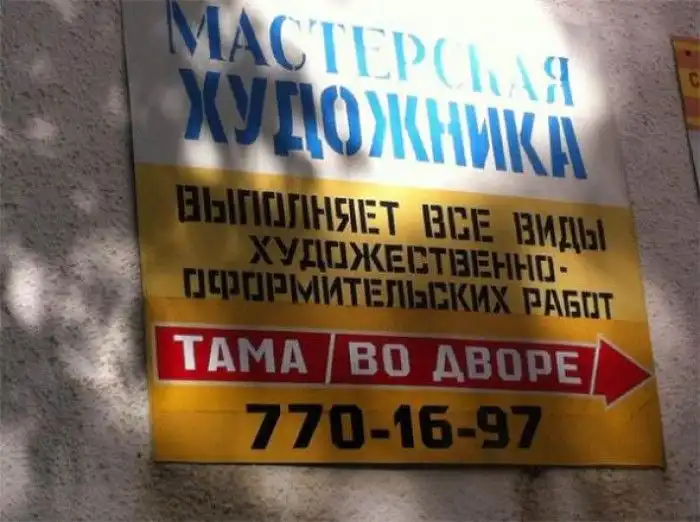 МАСТЕРСКАЯ
ХУДОЖНИКА
ВЫПОЛНЯЕТ ВСЕ ВИДЫ
ХУДОЖЕСТВЕННО-
ОФОРМИТЕЛЬСКИХ РАБОТ
ТАМА/ВО ДВОРЕ
770-16-97